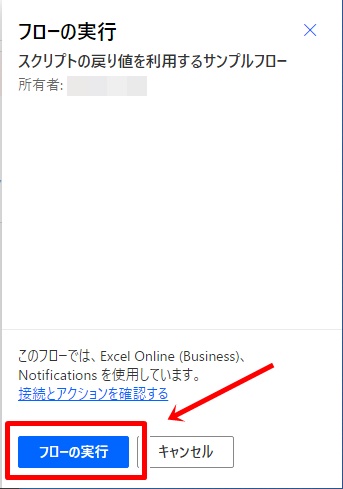 フローの実行
スクリプトの戻り値を利用するサンプルフロー
所有者:
このフローでは、Excel Online (Business)、
Notifications を使用しています。
接続とアクションを確認する
フローの実行
キャンセル